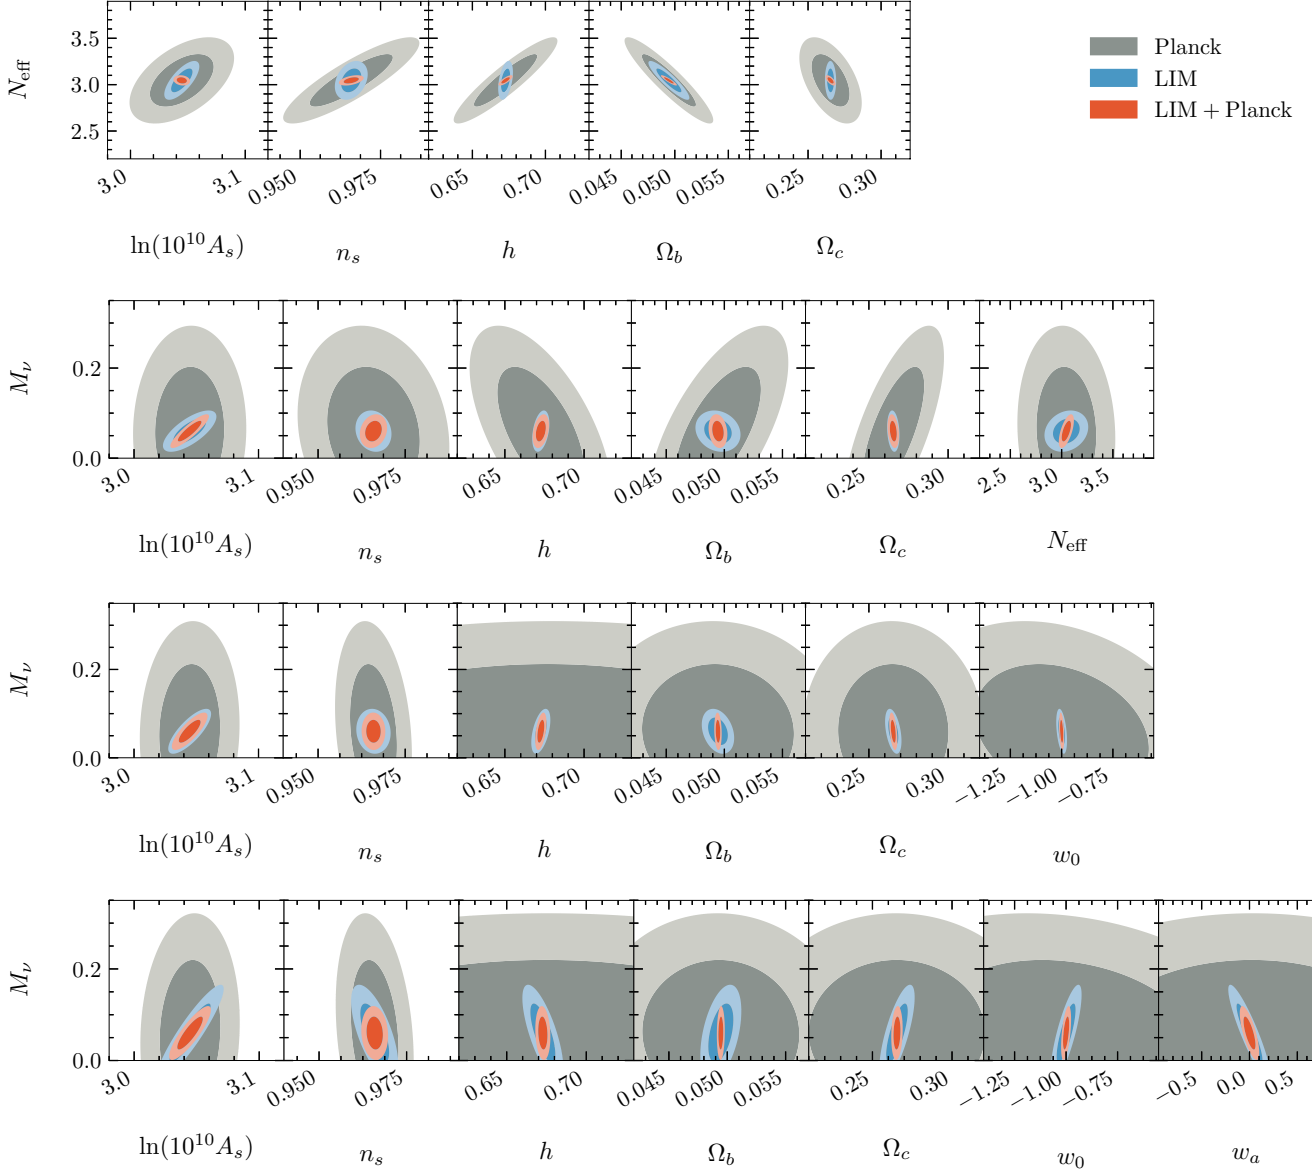 Planck
LIM
LIM + Planck
N_eff
3.5
3.0
2.5
3.0 3.1 0.950 0.975 0.65 0.70 0.045 0.050 0.055 0.25 0.30
ln(10^10 A_s) n_s h Ω_b Ω_c
M_ν
0.2
0.0
3.0 3.1 0.950 0.975 0.65 0.70 0.045 0.050 0.055 0.25 0.30 2.5 3.0 3.5
ln(10^10 A_s) n_s h Ω_b Ω_c N_eff
M_ν
0.2
0.0
3.0 3.1 0.950 0.975 0.65 0.70 0.045 0.050 0.055 0.25 0.30 −1.25 −1.00 −0.75
ln(10^10 A_s) n_s h Ω_b Ω_c w_0
M_ν
0.2
0.0
3.0 3.1 0.950 0.975 0.65 0.70 0.045 0.050 0.055 0.25 0.30 −1.25 −1.00 −0.75 −0.5 0.0 0.5
ln(10^10 A_s) n_s h Ω_b Ω_c w_0 w_a